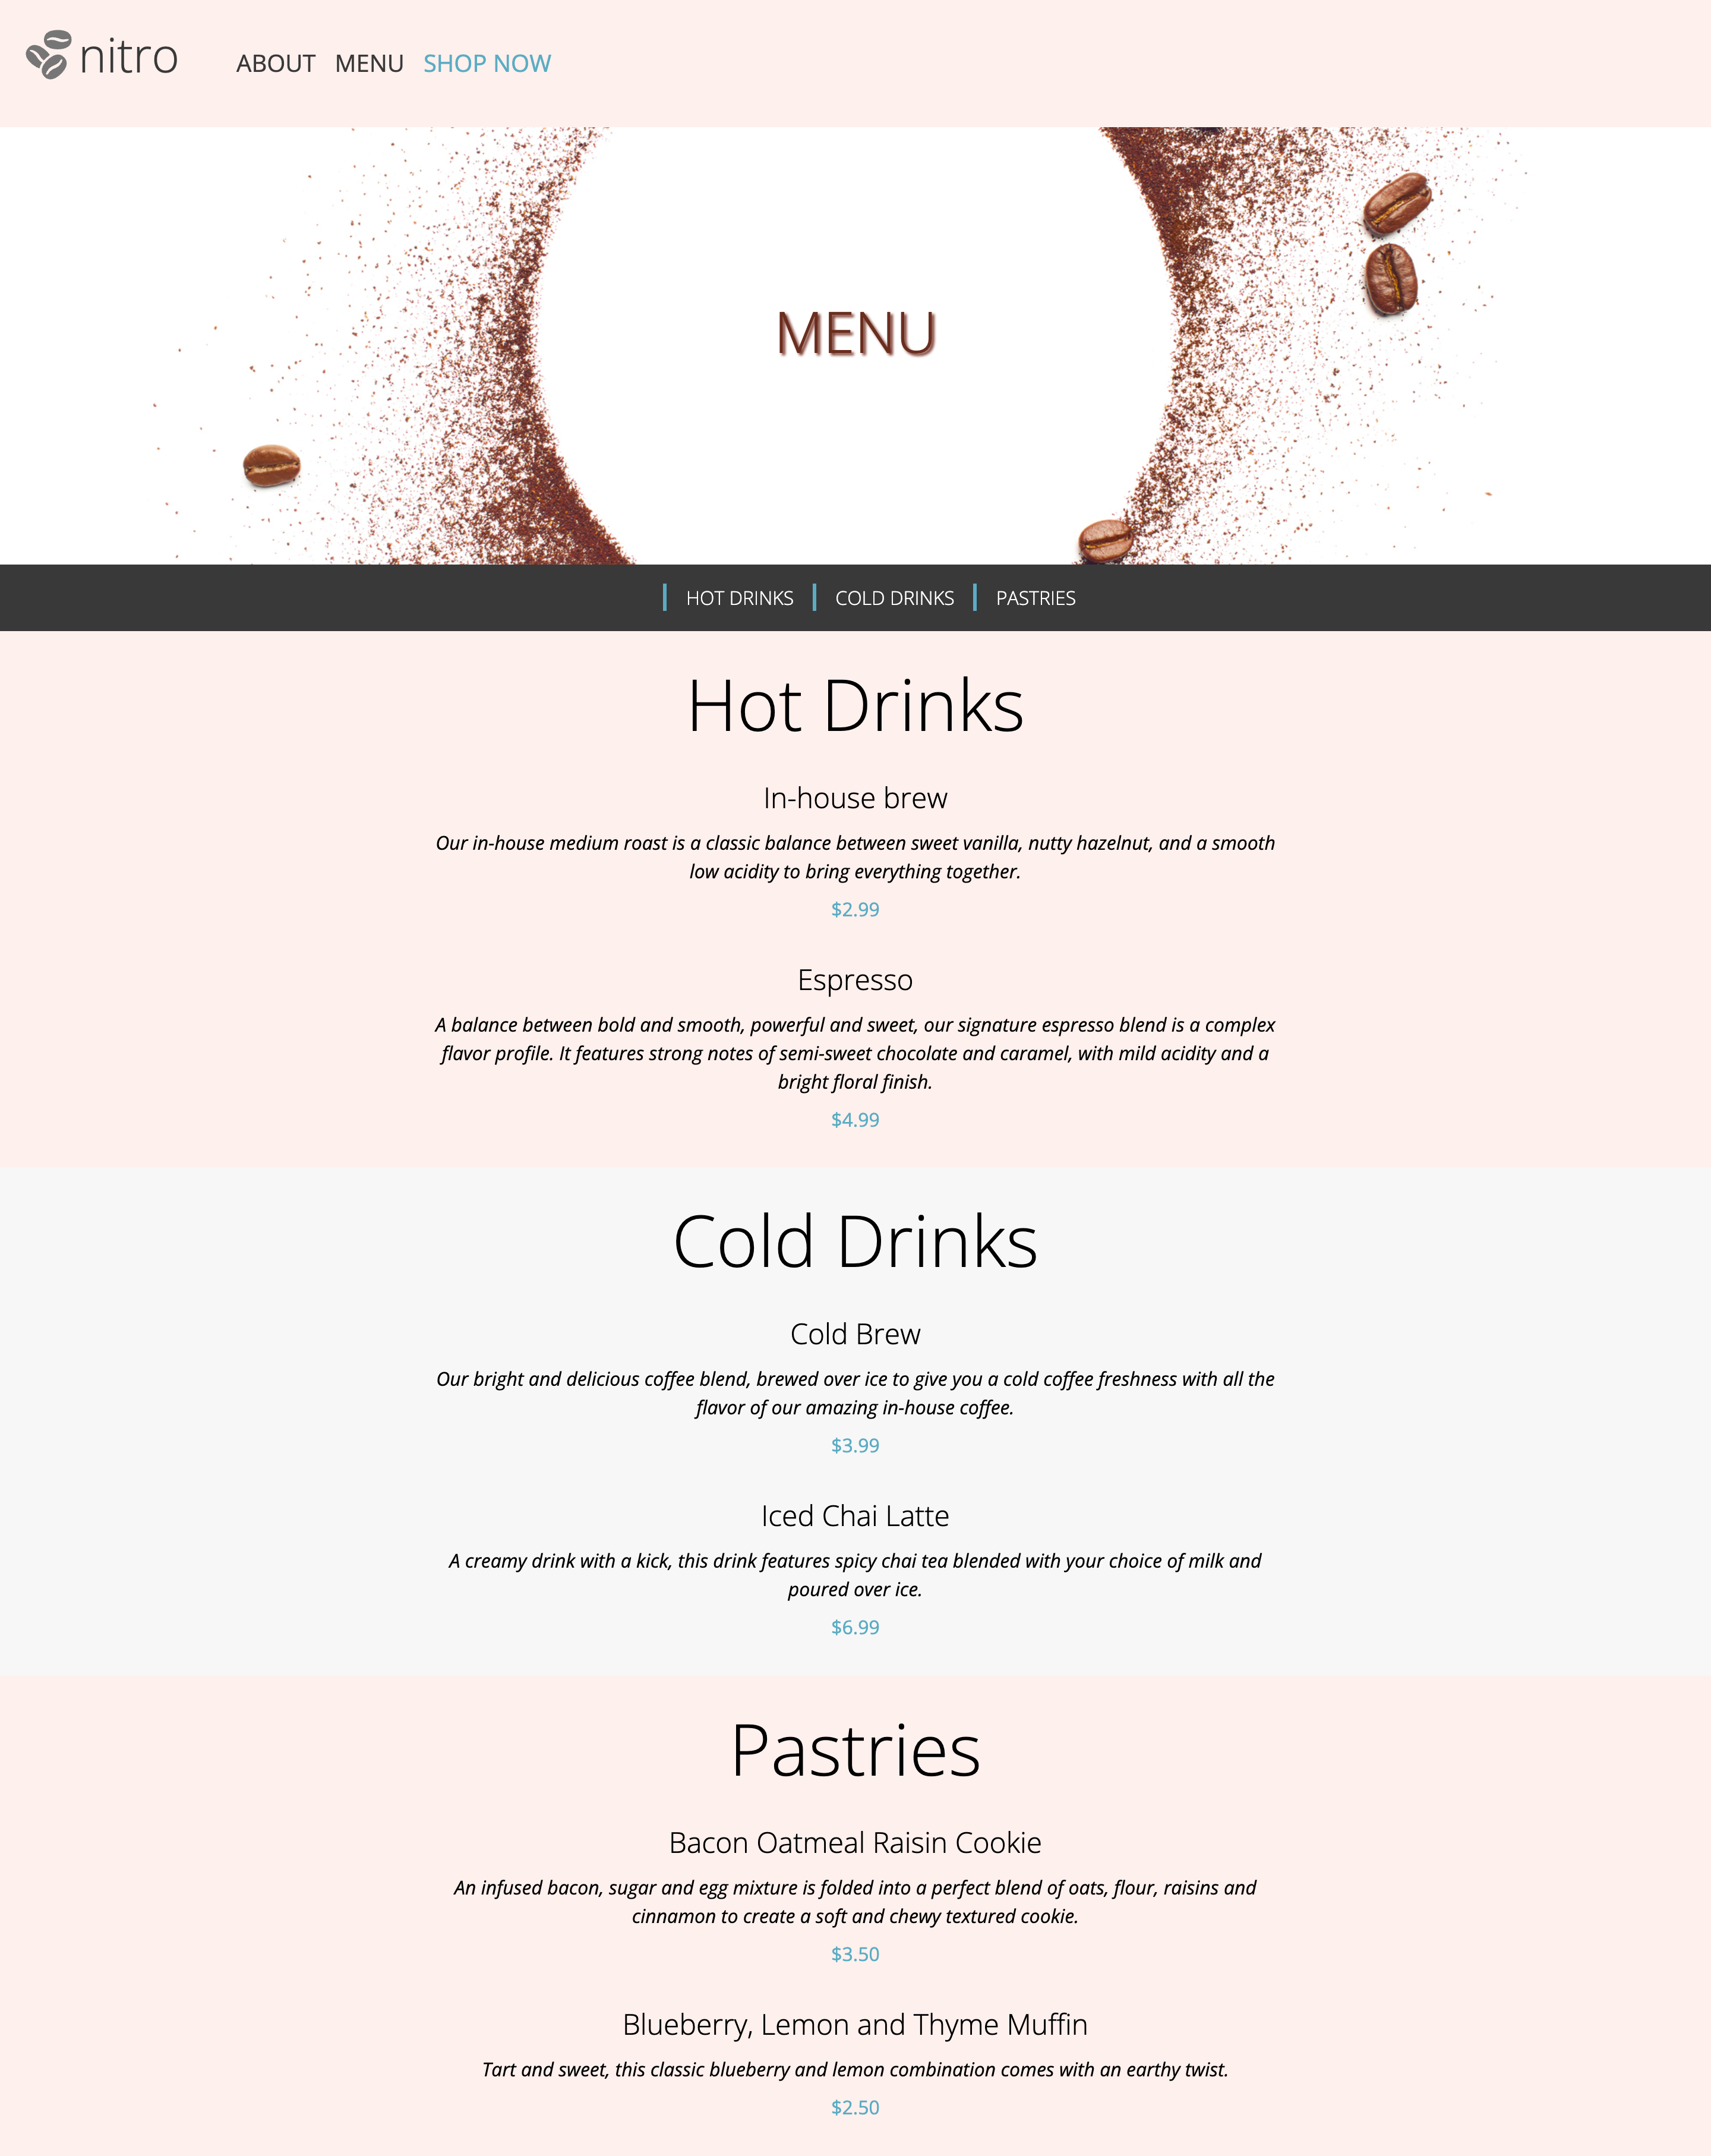 nitro
ABOUT MENU SHOP NOW
MENU
HOT DRINKS COLD DRINKS PASTRIES
Hot Drinks
In-house brew
Our in-house medium roast is a classic balance between sweet vanilla, nutty hazelnut, and a smooth
low acidity to bring everything together.
$2.99
Espresso
A balance between bold and smooth, powerful and sweet, our signature espresso blend is a complex
flavor profile. It features strong notes of semi-sweet chocolate and caramel, with mild acidity and a
bright floral finish.
$4.99
Cold Drinks
Cold Brew
Our bright and delicious coffee blend, brewed over ice to give you a cold coffee freshness with all the
flavor of our amazing in-house coffee.
$3.99
Iced Chai Latte
A creamy drink with a kick, this drink features spicy chai tea blended with your choice of milk and
poured over ice.
$6.99
Pastries
Bacon Oatmeal Raisin Cookie
An infused bacon, sugar and egg mixture is folded into a perfect blend of oats, flour, raisins and
cinnamon to create a soft and chewy textured cookie.
$3.50
Blueberry, Lemon and Thyme Muffin
Tart and sweet, this classic blueberry and lemon combination comes with an earthy twist.
$2.50